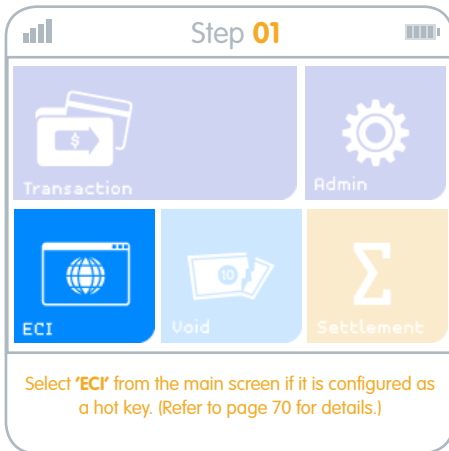 Step 01
$
Transaction
Admin
ECI
10
Void
Σ
Settlement
Select 'ECI' from the main screen if it is configured as
a hot key. (Refer to page 70 for details.)